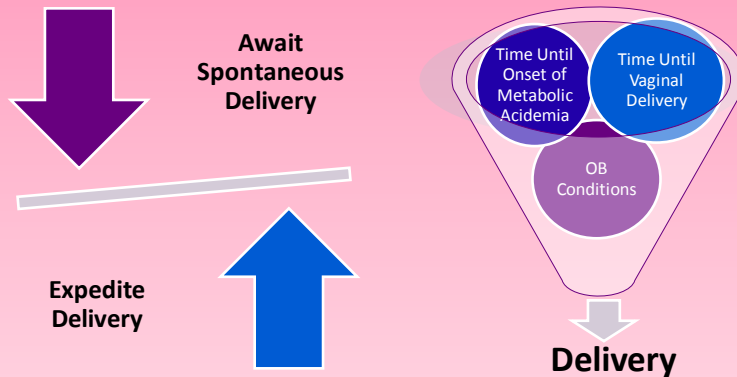 Await
Spontaneous
Delivery
Expedite
Delivery
Time Until
Onset of
Metabolic
Acidemia
Time Until
Vaginal
Delivery
OB
Conditions
Delivery